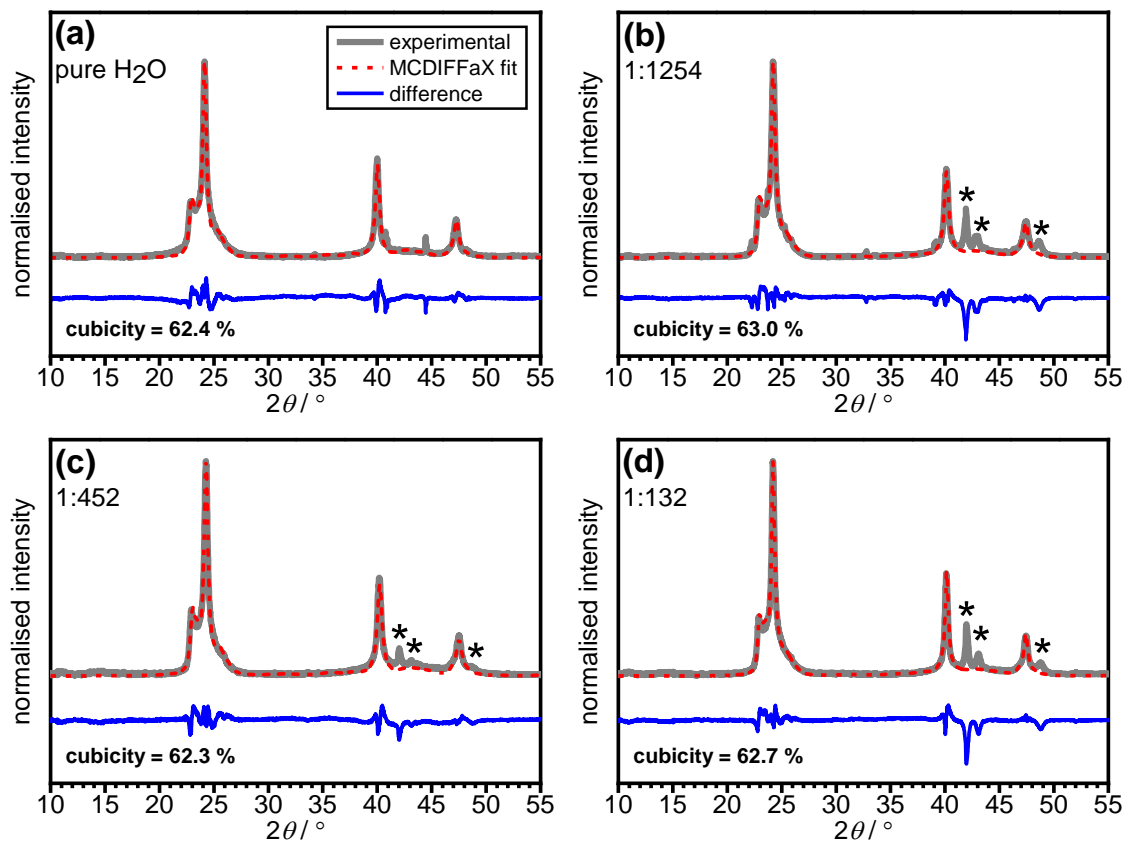 (a)
pure H2O
experimental
MCDIFFaX fit
difference
normalised intensity
cubicity = 62.4 %
10 15 20 25 30 35 40 45 50 55
2θ / °
(b)
1:1254
* * *
normalised intensity
cubicity = 63.0 %
10 15 20 25 30 35 40 45 50 55
2θ / °
(c)
1:452
* * *
normalised intensity
cubicity = 62.3 %
10 15 20 25 30 35 40 45 50 55
2θ / °
(d)
1:132
* * *
normalised intensity
cubicity = 62.7 %
10 15 20 25 30 35 40 45 50 55
2θ / °